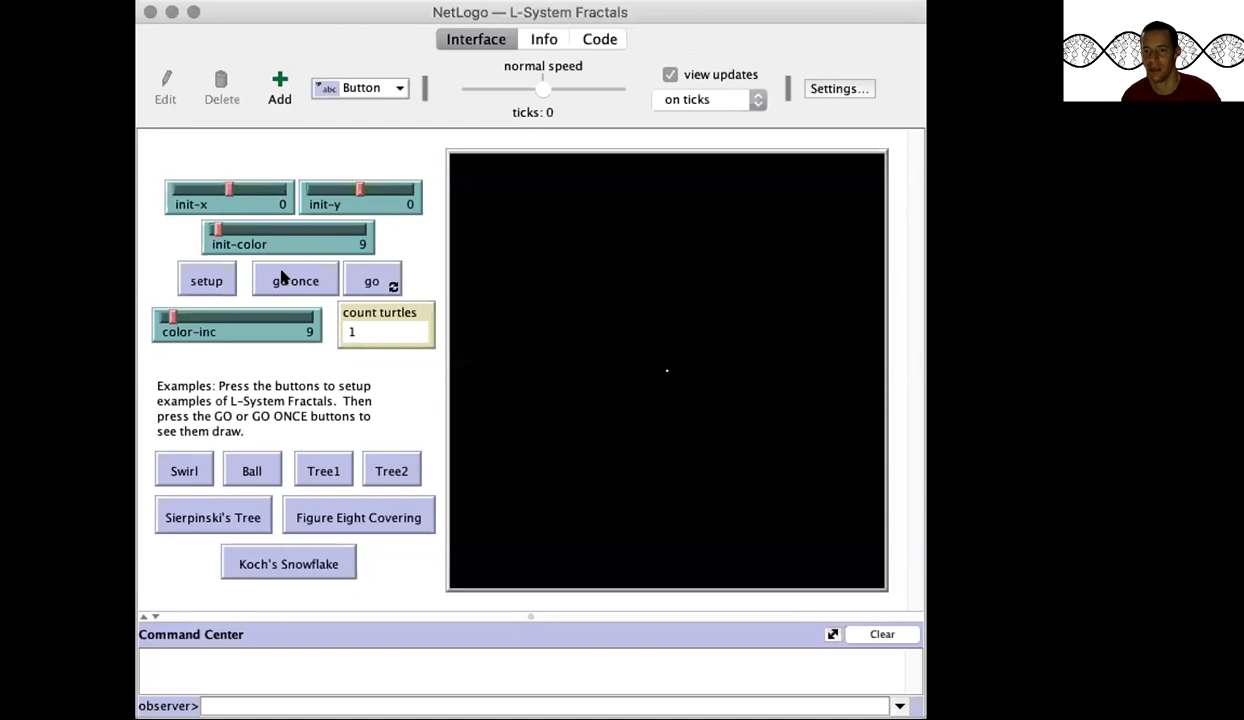 NetLogo — L-System Fractals
Interface Info Code
normal speed
view updates
Edit Delete Add
abc Button
on ticks
Settings...
ticks: 0
init-x 0
init-y 0
init-color 9
setup
go once
go
color-inc 9
count turtles
1
Examples: Press the buttons to setup
examples of L-System Fractals. Then
press the GO or GO ONCE buttons to
see them draw.
Swirl
Ball
Tree1
Tree2
Sierpinski's Tree
Figure Eight Covering
Koch's Snowflake
Command Center
Clear
observer>